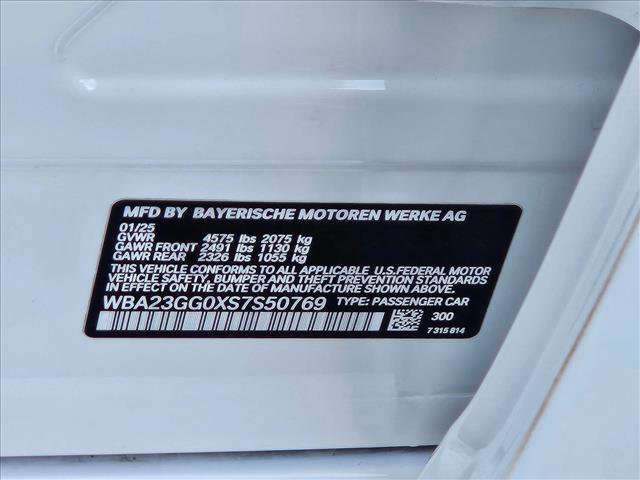 MFD BY BAYERISCHE MOTOREN WERKE AG
01/25
GVWR 4575 lbs 2075 kg
GAWR FRONT 2491 lbs 1130 kg
GAWR REAR 2326 lbs 1055 kg
THIS VEHICLE CONFORMS TO ALL APPLICABLE U.S.FEDERAL MOTOR
VEHICLE SAFETY, BUMPER AND THEFT PREVENTION STANDARDS
IN EFFECT ON THE DATE OF MANUFACTURE SHOWN ABOVE.
WBA23GG0XS7S50769 TYPE: PASSENGER CAR
300
7 315 814